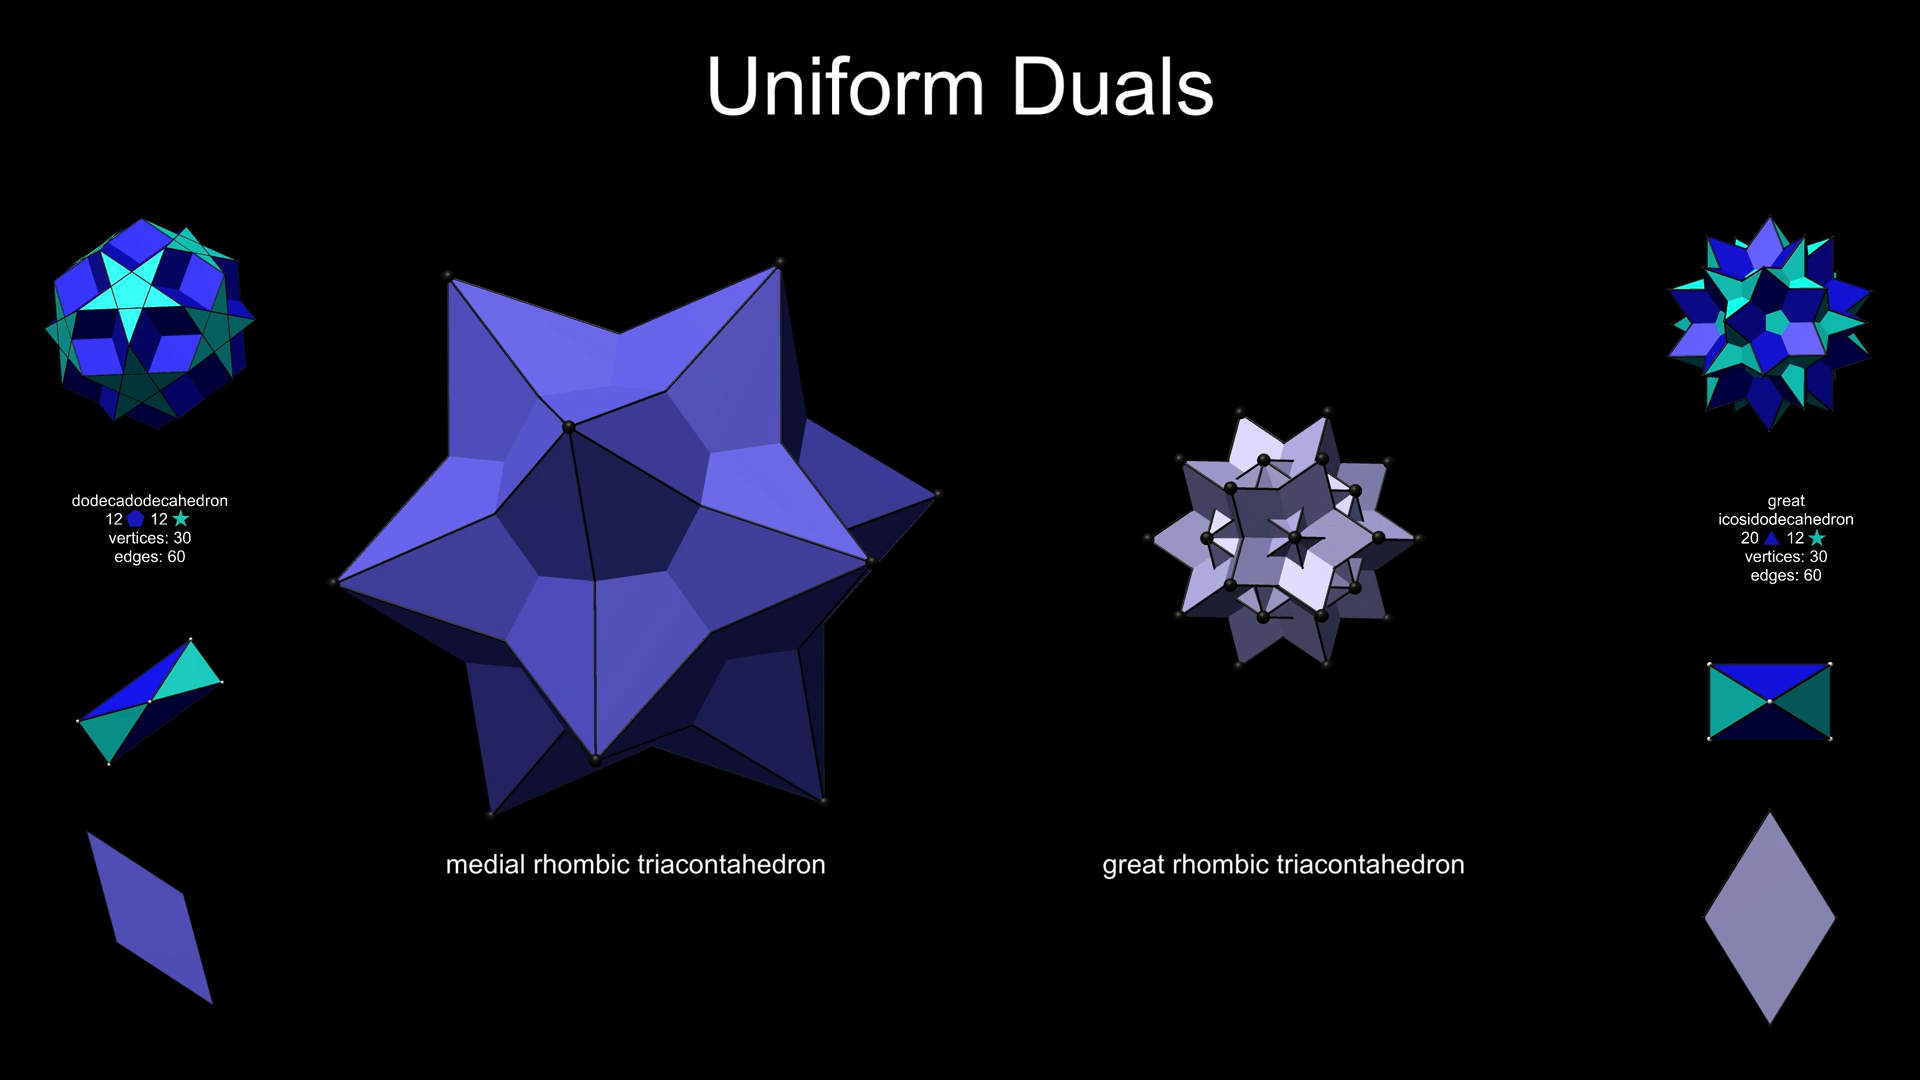 Uniform Duals
dodecadodecahedron
12 12
vertices: 30
edges: 60
great
icosidodecahedron
20 12
vertices: 30
edges: 60
medial rhombic triacontahedron
great rhombic triacontahedron